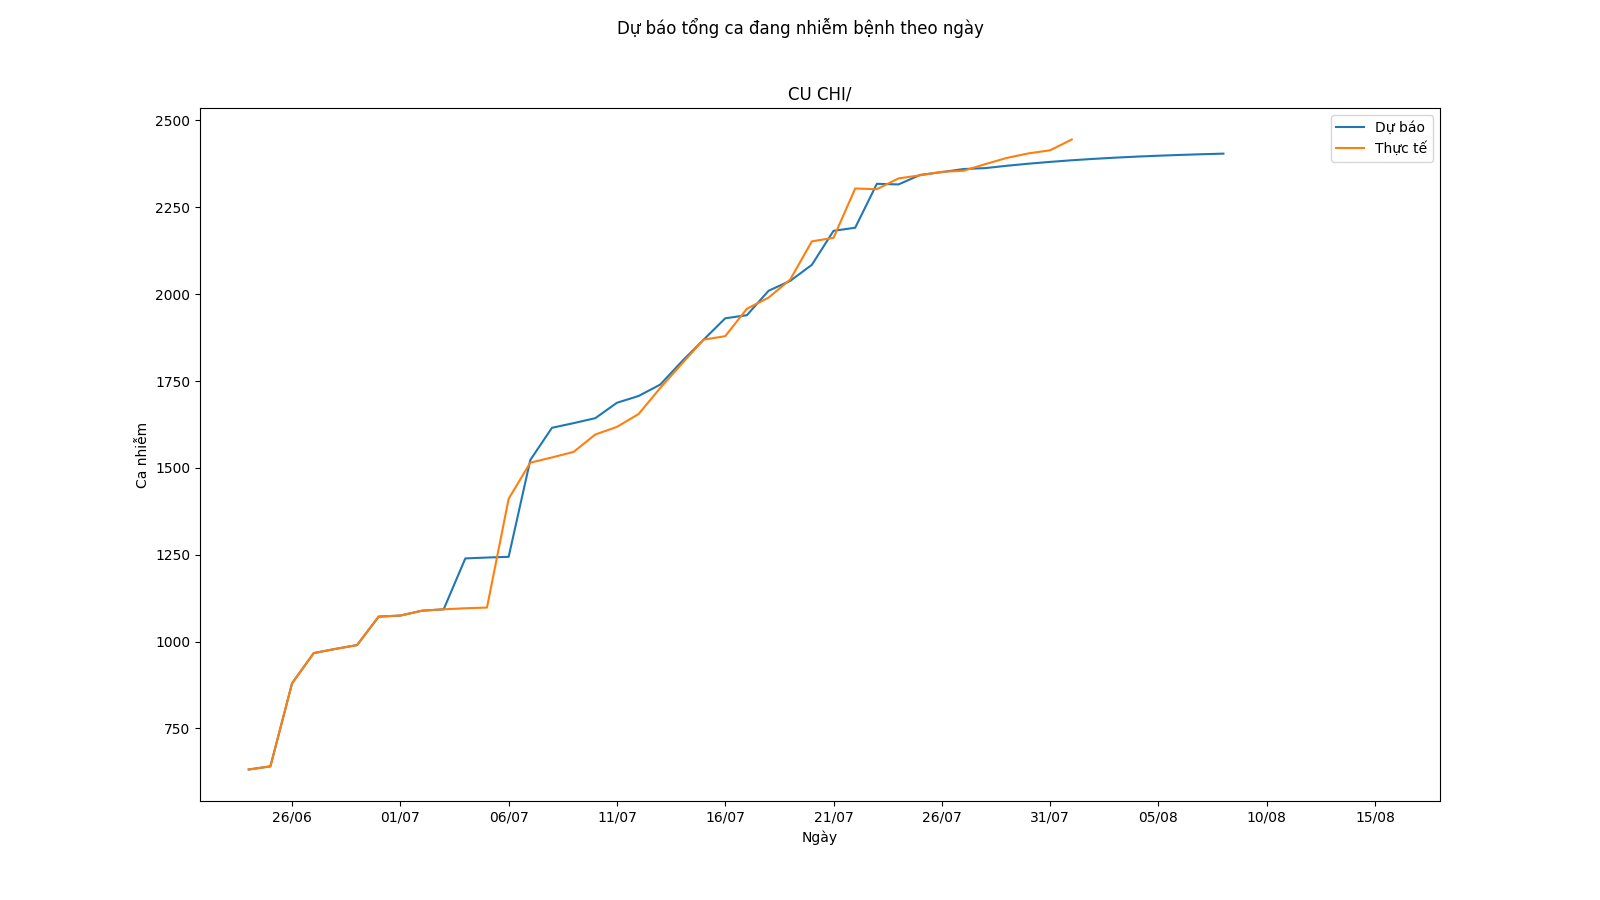 Dự báo tổng ca đang nhiễm bệnh theo ngày
CU CHI/
Dự báo
Thực tế
2500
2250
2000
1750
1500
1250
1000
750
Ca nhiễm
26/06 01/07 06/07 11/07 16/07 21/07 26/07 31/07 05/08 10/08 15/08
Ngày